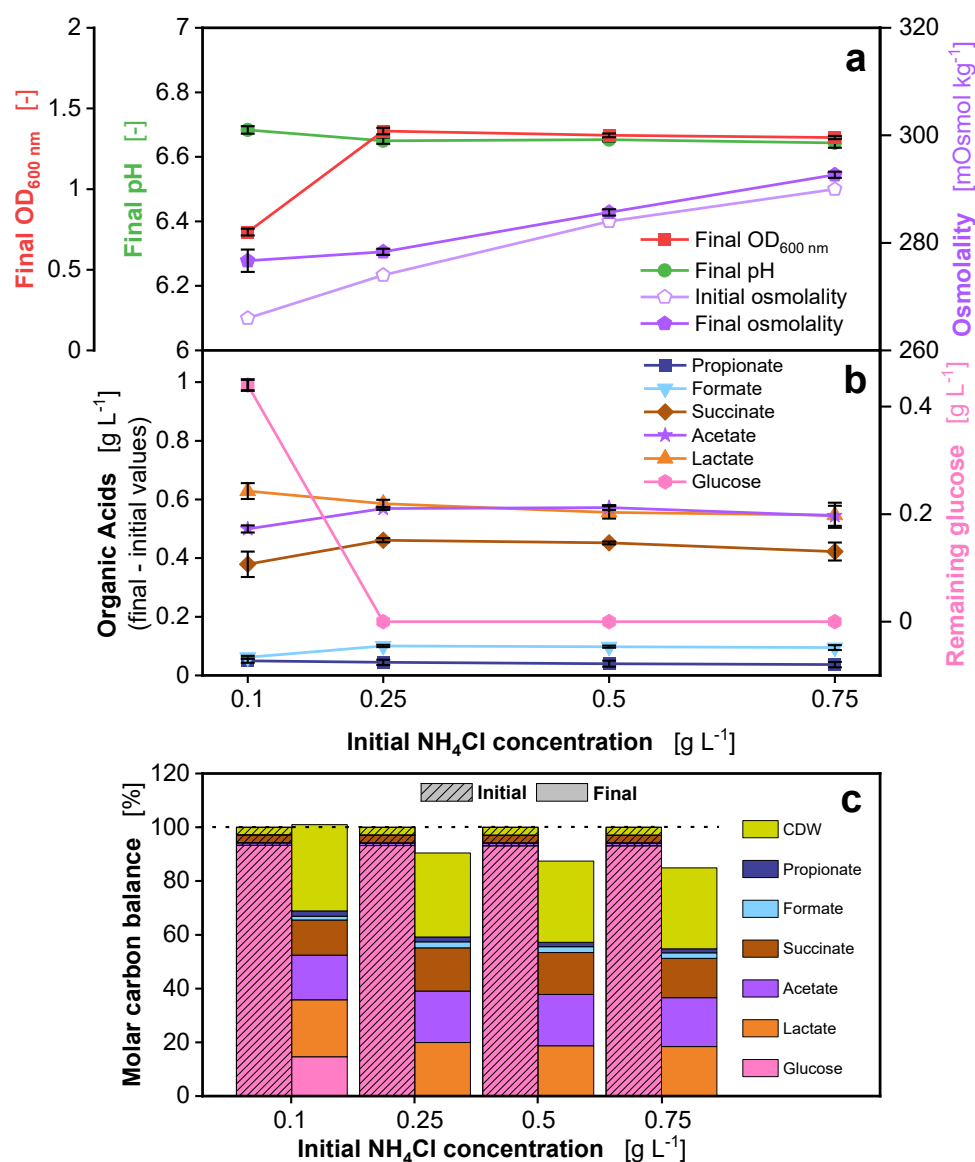 a
Final OD600 nm [-]
2
1.5
1
0.5
0
Final pH [-]
7
6.8
6.6
6.4
6.2
6
Osmolality [mOsmol kg-1]
320
300
280
260
Final OD600 nm
Final pH
Initial osmolality
Final osmolality
b
Organic Acids [g L-1]
(final - initial values)
1
0.8
0.6
0.4
0.2
0
Remaining glucose [g L-1]
0.4
0.2
0
Propionate
Formate
Succinate
Acetate
Lactate
Glucose
0.1 0.25 0.5 0.75
Initial NH4Cl concentration [g L-1]
c
Molar carbon balance [%]
120
100
80
60
40
20
0
Initial Final
CDW
Propionate
Formate
Succinate
Acetate
Lactate
Glucose
0.1 0.25 0.5 0.75
Initial NH4Cl concentration [g L-1]